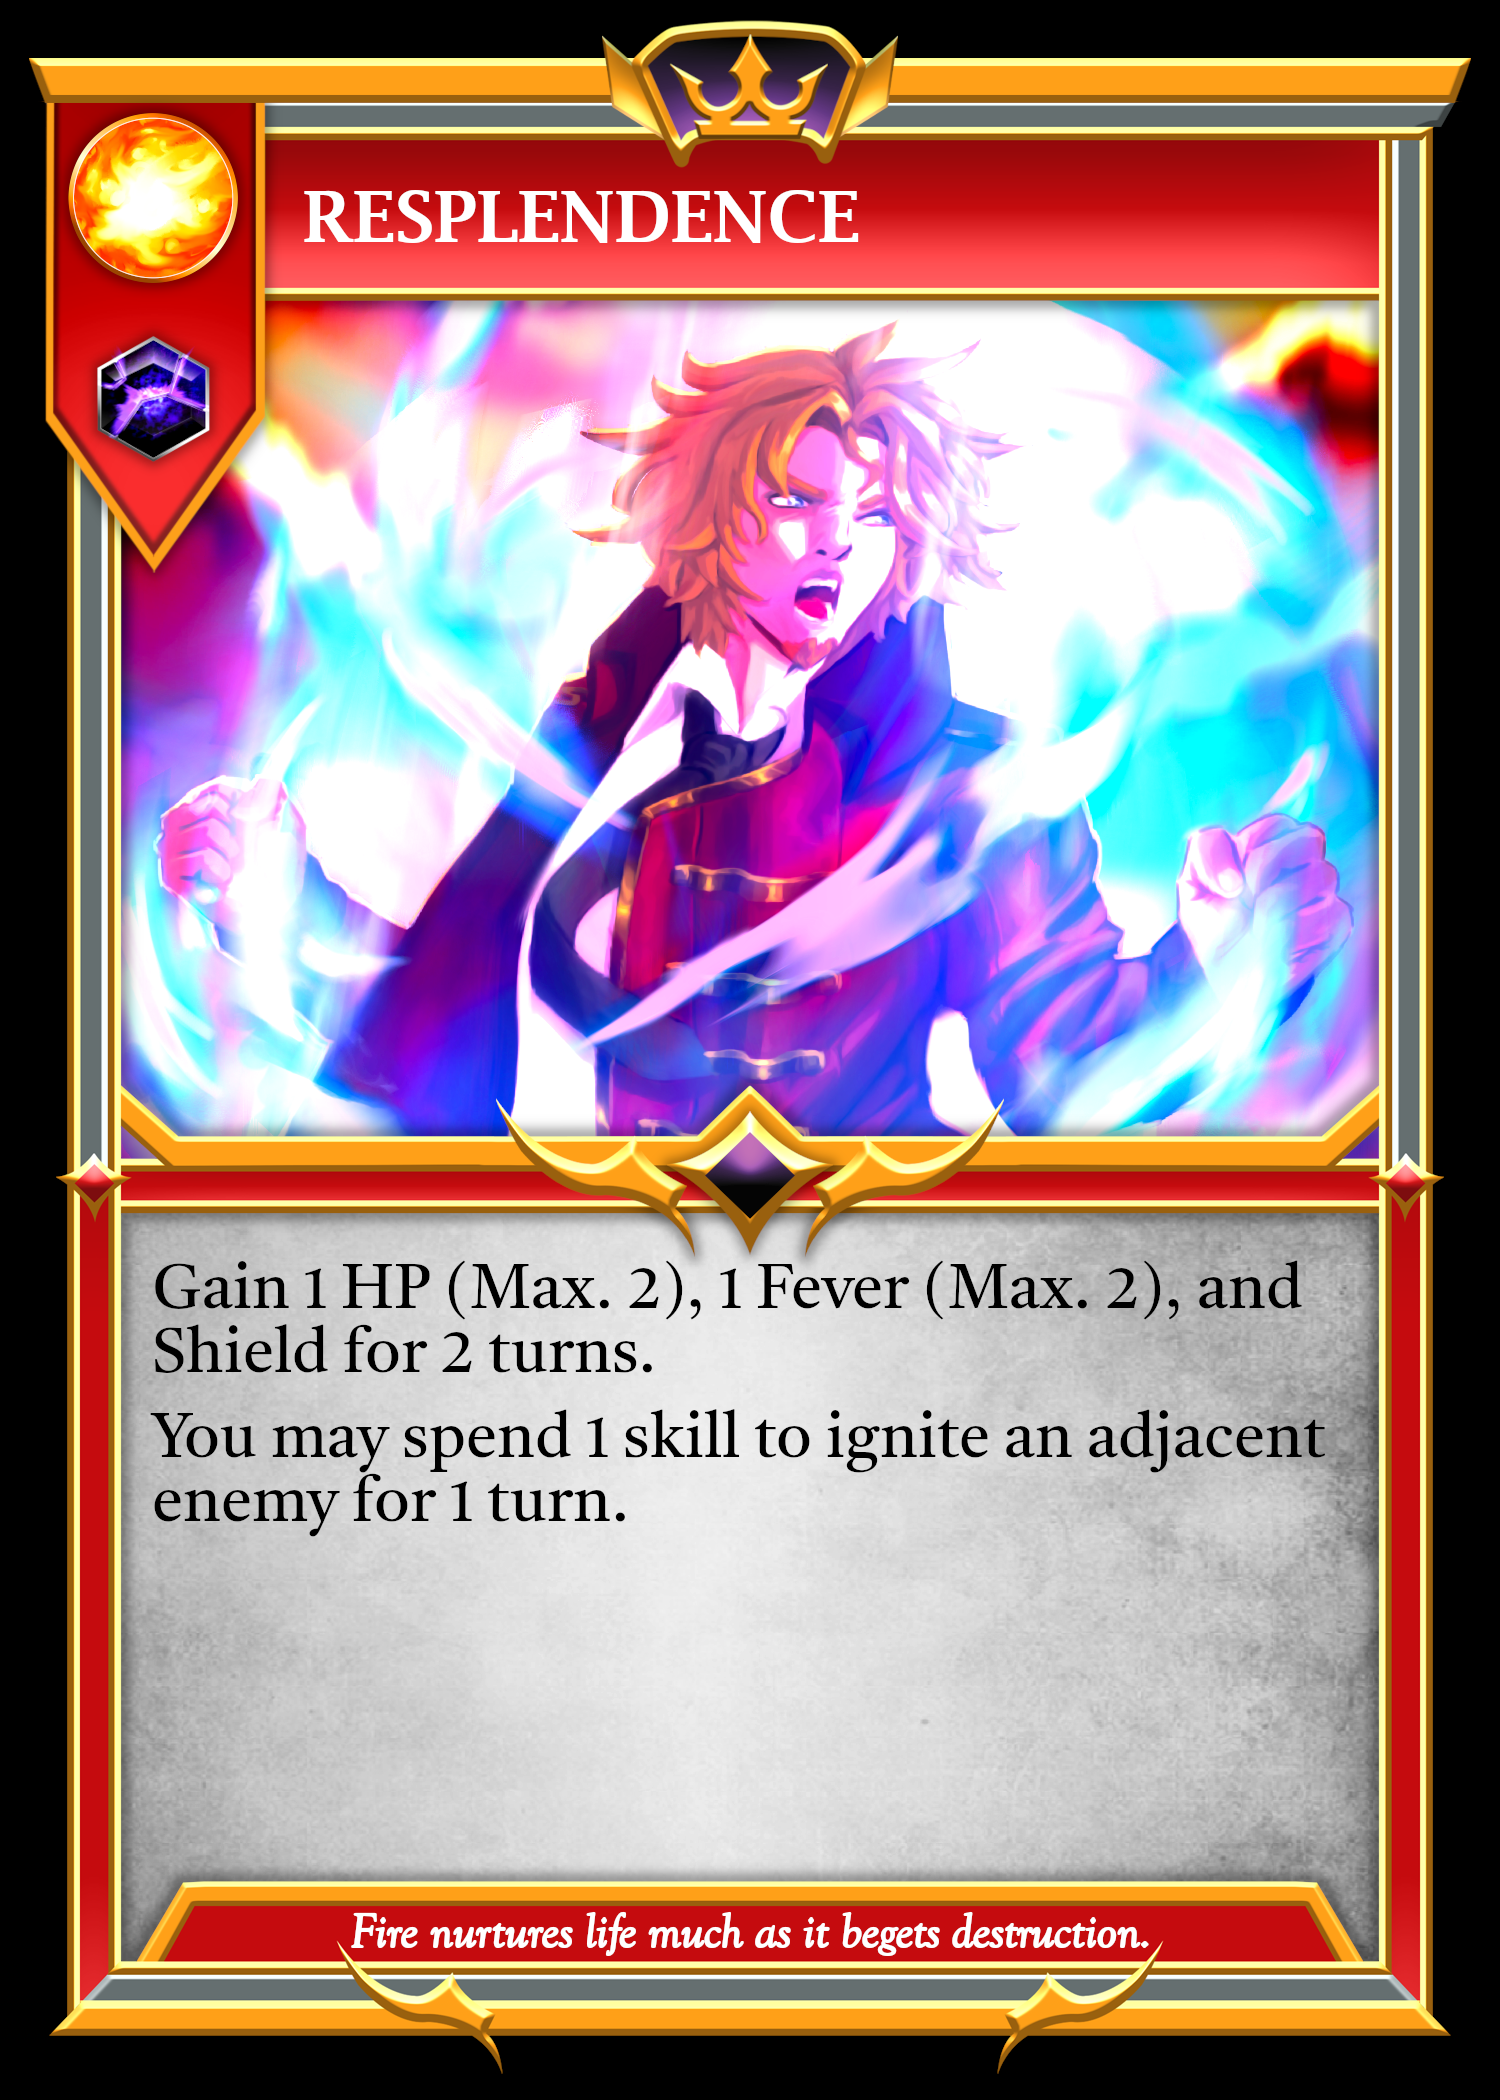 RESPLENDENCE
Gain 1 HP (Max. 2), 1 Fever (Max. 2), and
Shield for 2 turns.
You may spend 1 skill to ignite an adjacent
enemy for 1 turn.
Fire nurtures life much as it begets destruction.